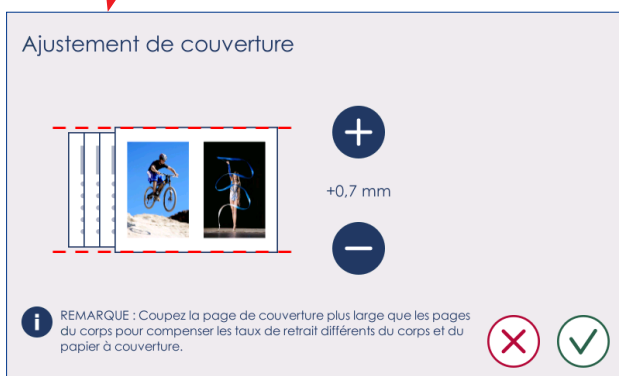 Ajustement de couverture
+0,7 mm
REMARQUE : Coupez la page de couverture plus large que les pages
du corps pour compenser les taux de retrait différents du corps et du
papier à couverture.